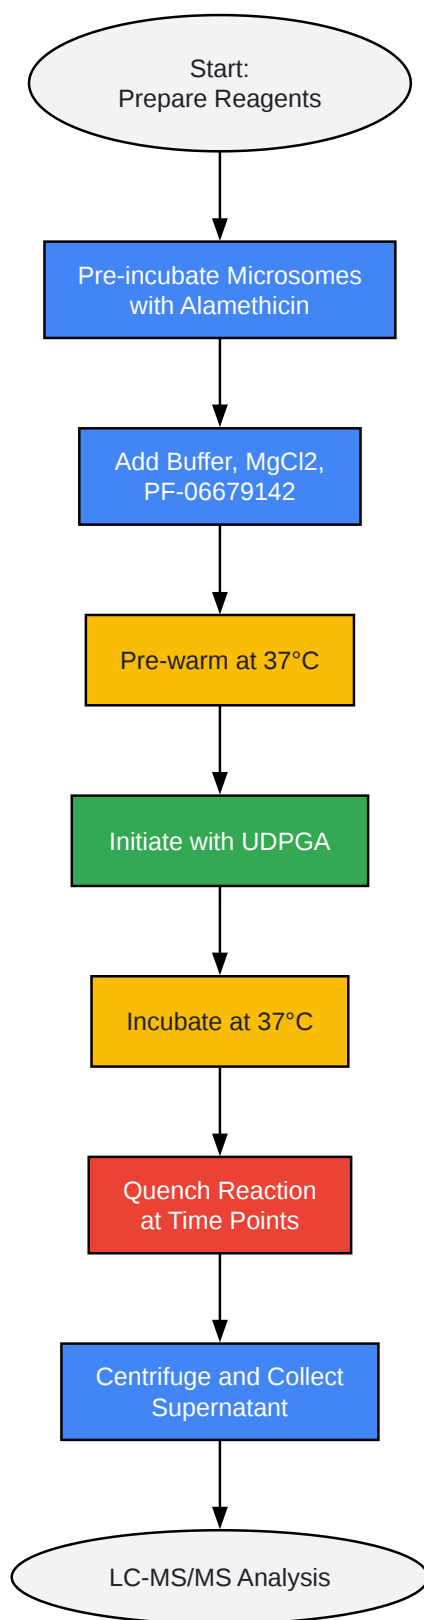 Start:
Prepare Reagents
Pre-incubate Microsomes
with Alamethicin
Add Buffer, MgCl2,
PF-06679142
Pre-warm at 37°C
Initiate with UDPGA
Incubate at 37°C
Quench Reaction
at Time Points
Centrifuge and Collect
Supernatant
LC-MS/MS Analysis